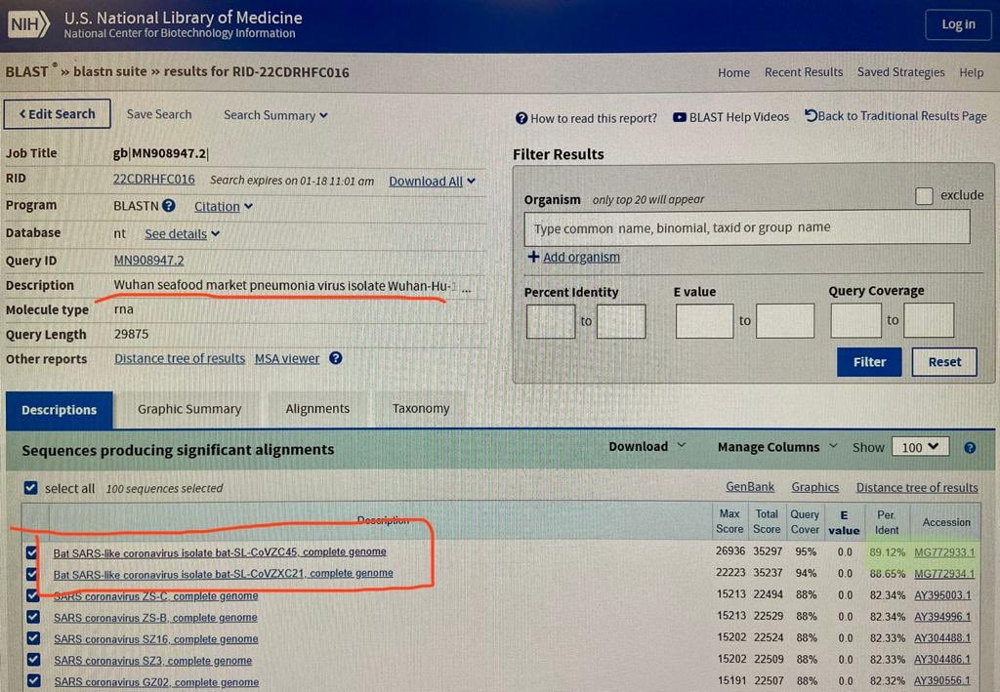 NIH U.S. National Library of Medicine
National Center for Biotechnology Information
Log in
BLAST ® » blastn suite » results for RID-22CDRHFC016
Home Recent Results Saved Strategies Help
< Edit Search Save Search Search Summary
? How to read this report? BLAST Help Videos Back to Traditional Results Page
Job Title gb|MN908947.2|
RID 22CDRHFC016 Search expires on 01-18 11:01 am Download All
Program BLASTN ? Citation
Database nt See details
Query ID MN908947.2
Description Wuhan seafood market pneumonia virus isolate Wuhan-Hu-1 ...
Molecule type rna
Query Length 29875
Other reports Distance tree of results MSA viewer ?
Filter Results
Organism only top 20 will appear exclude
Type common name, binomial, taxid or group name
+ Add organism
Percent Identity E value Query Coverage
to to to
Filter Reset
Descriptions Graphic Summary Alignments Taxonomy
Sequences producing significant alignments Download Manage Columns Show 100 ?
select all 100 sequences selected GenBank Graphics Distance tree of results
Description Max Score Total Score Query Cover E value Per. Ident Accession
Bat SARS-like coronavirus isolate bat-SL-CoVZC45, complete genome 26936 35297 95% 0.0 89.12% MG772933.1
Bat SARS-like coronavirus isolate bat-SL-CoVZXC21, complete genome 22223 35237 94% 0.0 88.65% MG772934.1
SARS coronavirus ZS-C, complete genome 15213 22494 88% 0.0 82.34% AY395003.1
SARS coronavirus ZS-B, complete genome 15213 22529 88% 0.0 82.34% AY394996.1
SARS coronavirus SZ16, complete genome 15202 22524 88% 0.0 82.33% AY304488.1
SARS coronavirus SZ3, complete genome 15202 22509 88% 0.0 82.33% AY304486.1
SARS coronavirus GZ02, complete genome 15191 22507 88% 0.0 82.32% AY390556.1